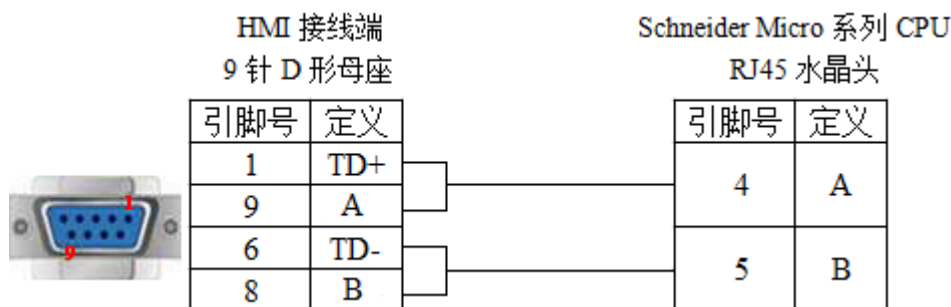 HMI 接线端
9 针 D 形母座
Schneider Micro 系列 CPU
RJ45 水晶头
引脚号 定义
1 TD+
9 A
6 TD-
8 B
引脚号 定义
4 A
5 B
1
9